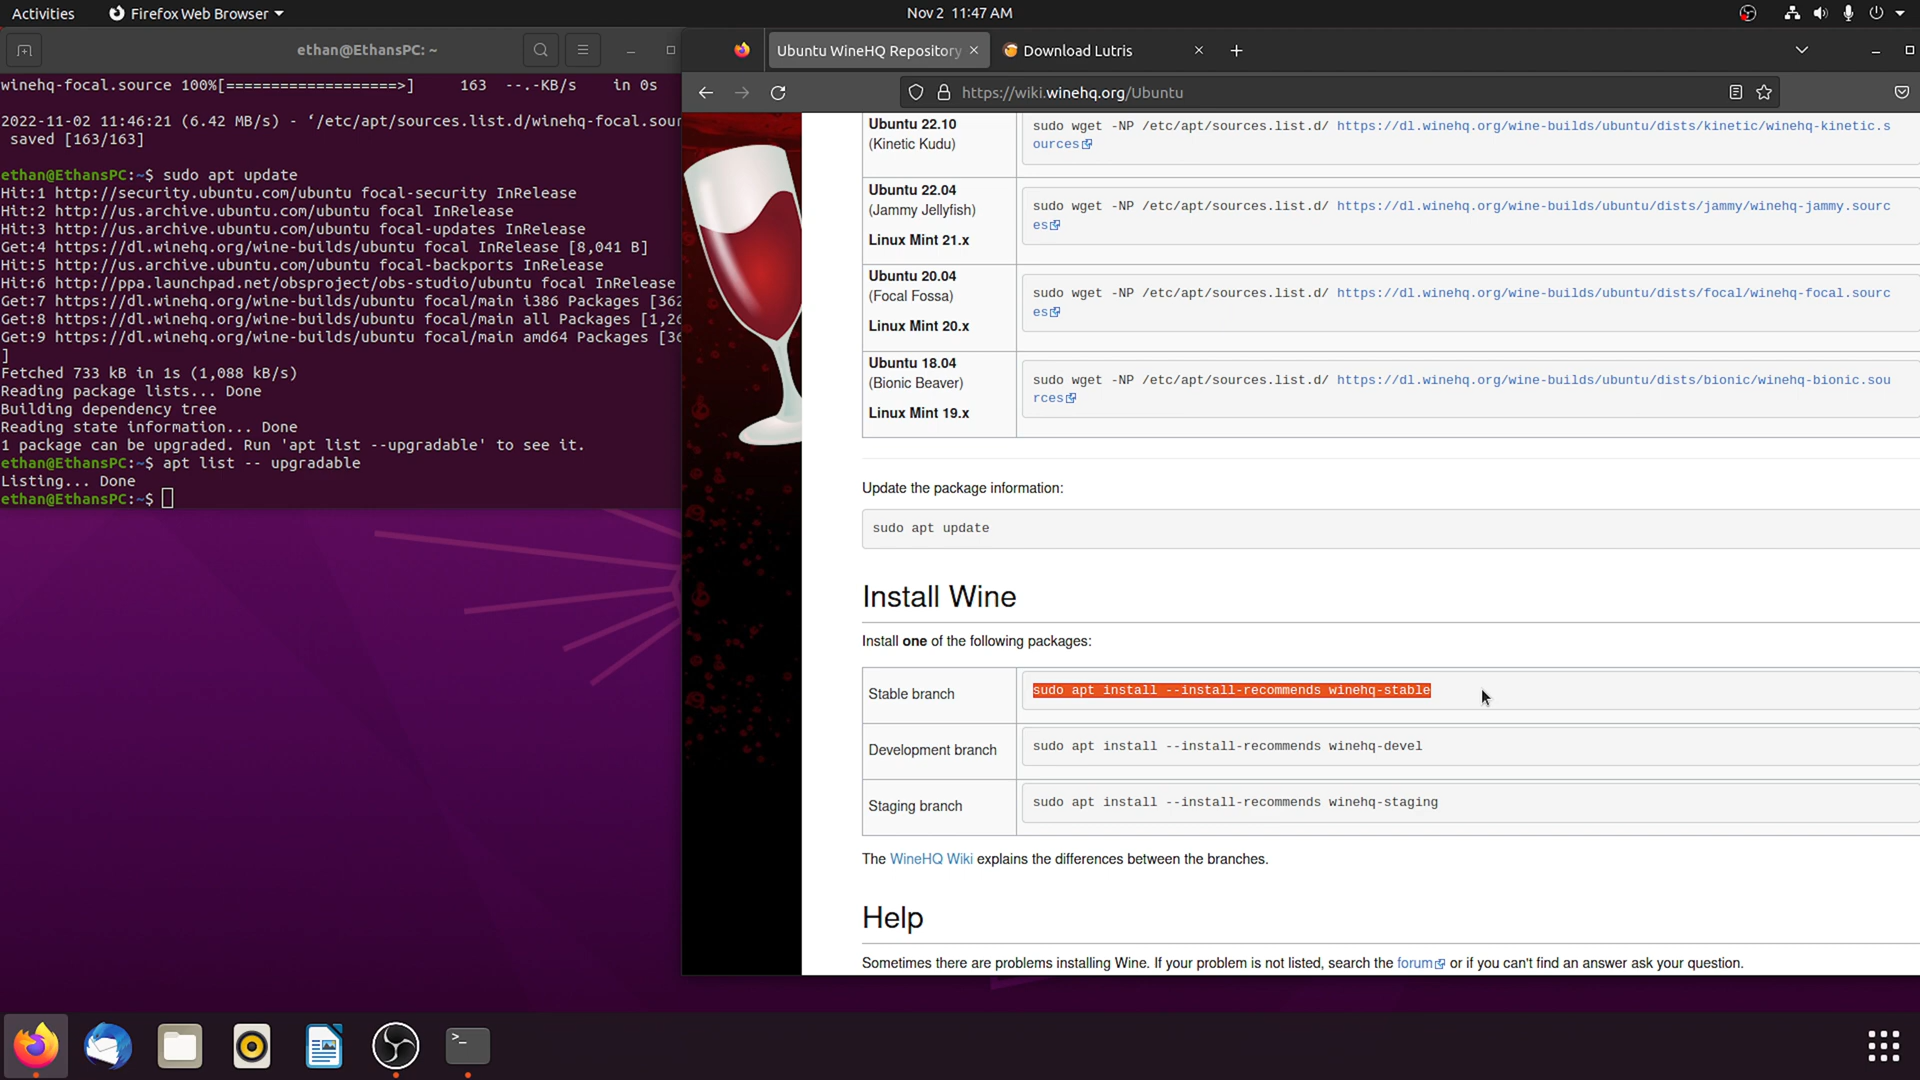 Activities
Firefox Web Browser
Nov 2 11:47 AM
ethan@EthansPC: ~
winehq-focal.source 100%[===================>] 163 --.-KB/s in 0s
2022-11-02 11:46:21 (6.42 MB/s) - ‘/etc/apt/sources.list.d/winehq-focal.sour
saved [163/163]
ethan@EthansPC:~$ sudo apt update
Hit:1 http://security.ubuntu.com/ubuntu focal-security InRelease
Hit:2 http://us.archive.ubuntu.com/ubuntu focal InRelease
Hit:3 http://us.archive.ubuntu.com/ubuntu focal-updates InRelease
Get:4 https://dl.winehq.org/wine-builds/ubuntu focal InRelease [8,041 B]
Hit:5 http://us.archive.ubuntu.com/ubuntu focal-backports InRelease
Hit:6 http://ppa.launchpad.net/obsproject/obs-studio/ubuntu focal InRelease
Get:7 https://dl.winehq.org/wine-builds/ubuntu focal/main i386 Packages [362
Get:8 https://dl.winehq.org/wine-builds/ubuntu focal/main all Packages [1,26
Get:9 https://dl.winehq.org/wine-builds/ubuntu focal/main amd64 Packages [36
]
Fetched 733 kB in 1s (1,088 kB/s)
Reading package lists... Done
Building dependency tree
Reading state information... Done
1 package can be upgraded. Run 'apt list --upgradable' to see it.
ethan@EthansPC:~$ apt list -- upgradable
Listing... Done
ethan@EthansPC:~$
Ubuntu WineHQ Repository
Download Lutris
https://wiki.winehq.org/Ubuntu
Ubuntu 22.10
(Kinetic Kudu)
sudo wget -NP /etc/apt/sources.list.d/ https://dl.winehq.org/wine-builds/ubuntu/dists/kinetic/winehq-kinetic.s
ources
Ubuntu 22.04
(Jammy Jellyfish)
Linux Mint 21.x
sudo wget -NP /etc/apt/sources.list.d/ https://dl.winehq.org/wine-builds/ubuntu/dists/jammy/winehq-jammy.sourc
es
Ubuntu 20.04
(Focal Fossa)
Linux Mint 20.x
sudo wget -NP /etc/apt/sources.list.d/ https://dl.winehq.org/wine-builds/ubuntu/dists/focal/winehq-focal.sourc
es
Ubuntu 18.04
(Bionic Beaver)
Linux Mint 19.x
sudo wget -NP /etc/apt/sources.list.d/ https://dl.winehq.org/wine-builds/ubuntu/dists/bionic/winehq-bionic.sou
rces
Update the package information:
sudo apt update
Install Wine
Install one of the following packages:
Stable branch
sudo apt install --install-recommends winehq-stable
Development branch
sudo apt install --install-recommends winehq-devel
Staging branch
sudo apt install --install-recommends winehq-staging
The WineHQ Wiki explains the differences between the branches.
Help
Sometimes there are problems installing Wine. If your problem is not listed, search the forum or if you can't find an answer ask your question.
>_